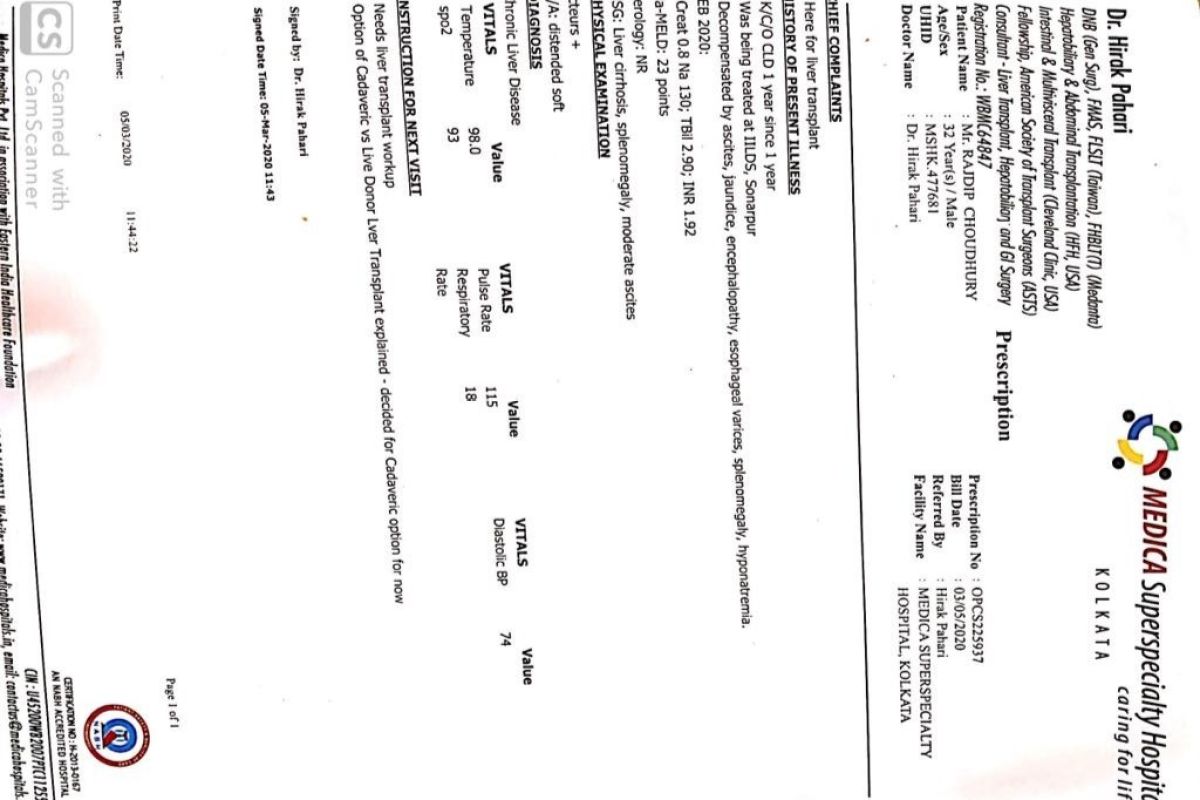 Dr. Hirak Pahari
DNB (Gen Surg), FMAS, FLSIT (Taiwan), FHBLT(T) (Medanta)
Hepatobiliary & Abdominal Transplantation (HFH, USA)
Intestinal & Multivisceral Transplant (Cleveland Clinic, USA)
Fellowship, American Society of Transplant Surgeons (ASTS)
Consultant - Liver Transplant, Hepatobiliary and GI Surgery
Registration No.: WBMC64847
MEDICA Superspecialty Hospita
KOLKATA
caring for lif
Prescription
Patient Name : Mr. RAJDIP CHOUDHURY
Age/Sex : 32 Year(s) / Male
UHID : MSHK.477681
Doctor Name : Dr. Hirak Pahari
Prescription No : OPCS225937
Bill Date : 03/05/2020
Referred By : Hirak Pahari
Facility Name : MEDICA SUPERSPECIALTY
HOSPITAL, KOLKATA
HIEF COMPLAINTS
Here for liver transplant
ISTORY OF PRESENT ILLNESS
K/C/O CLD 1 year since 1 year
Was being treated at IILDS, Sonarpur
Decompensated by ascites, jaundice, encephalopathy, esophageal varices, splenomegaly, hyponatremia.
EB 2020:
Creat 0.8 Na 130; TBil 2.90; INR 1.92
a-MELD: 23 points
erology: NR
SG: Liver cirrhosis, splenomegaly, moderate ascites
HYSICAL EXAMINATION
cteurs +
/A: distended soft
IAGNOSIS
hronic Liver Disease
VITALS Value VITALS Value VITALS Value
Temperature 98.0 Pulse Rate 115 Diastolic BP 74
spo2 93 Respiratory 18
Rate
NSTRUCTION FOR NEXT VISIT
Needs liver transplant workup
Option of Cadaveric vs Live Donor Lver Transplant explained - decided for Cadaveric option for now
Signed by: Dr. Hirak Pahari
Signed Date Time: 05-Mar-2020 11:43
Page 1 of 1
Print Date Time: 05/03/2020 11:44:22
NABH
CERTIFICATION NO : H-2013-0167
AN NABH ACCREDITED HOSPITAL
CS Scanned with
CamScanner
Medica Hospitals Pvt. Ltd. in association with Eastern India Healthcare Foundation
CIN : U45200WB2007PTC11255
Website: www.medicahospitals.in, email: contactus@medicahospitals.